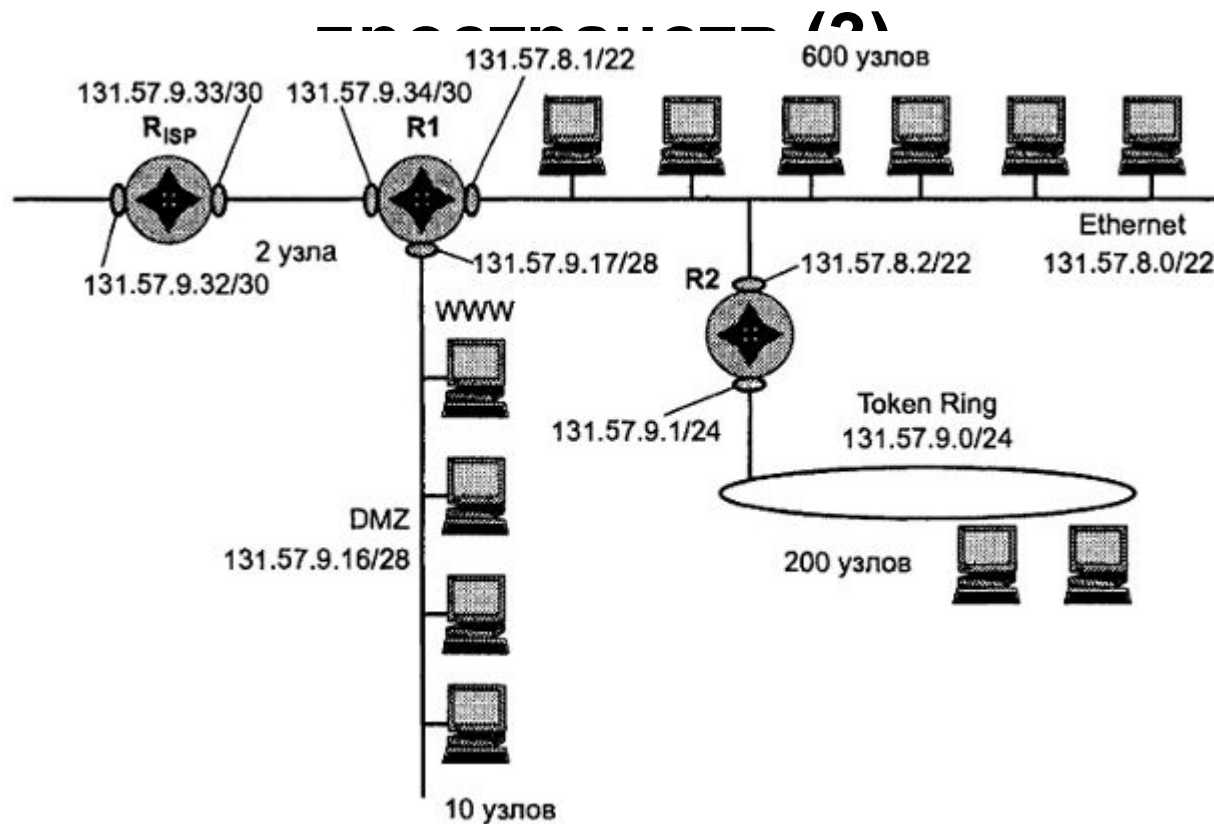 131.57.8.1/22
600 узлов
131.57.9.33/30
131.57.9.34/30
RISP
R1
2 узла
131.57.9.32/30
131.57.9.17/28
R2
131.57.8.2/22
Ethernet
131.57.8.0/22
WWW
131.57.9.1/24
Token Ring
131.57.9.0/24
DMZ
131.57.9.16/28
200 узлов
10 узлов